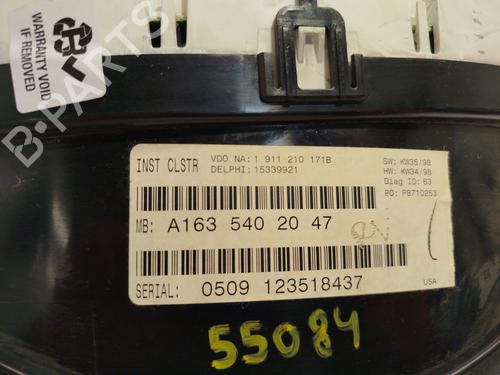 WARRANTY VOID
IF REMOVED
B-PARTS
INST CLSTR
VDO NA: 1 911 210 171B
DELPHI: 15339921
SW: KW35/98
HW: KW34/98
Diag ID: 63
PO: P8710253
MB: A163 540 20 47
SERIAL: 0509 123518437
USA
55084